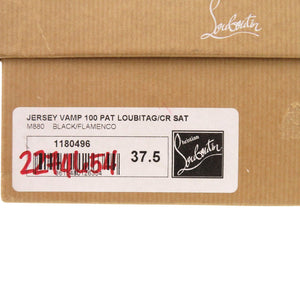 Louboutin
JERSEY VAMP 100 PAT LOUBITAG/CR SAT
M880 BLACK/FLAMENCO
1180496
37.5
Christian
Louboutin